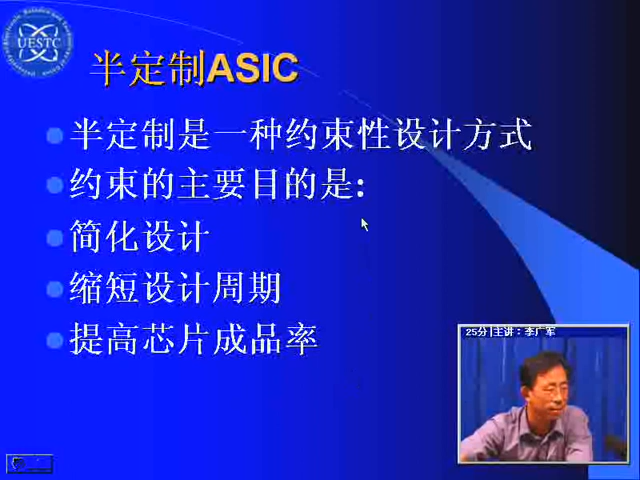 UESTC
半定制ASIC
半定制是一种约束性设计方式
约束的主要目的是:
简化设计
缩短设计周期
提高芯片成品率
25分|主讲：李广军